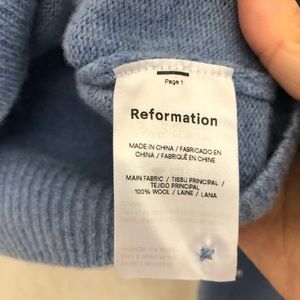 Page 1
Reformation
MADE IN CHINA / FABRICADO EN
CHINA / FABRIQUÉ EN CHINE
MAIN FABRIC / TISSU PRINCIPAL /
TEJIDO PRINCIPAL
100% WOOL / LAINE / LANA